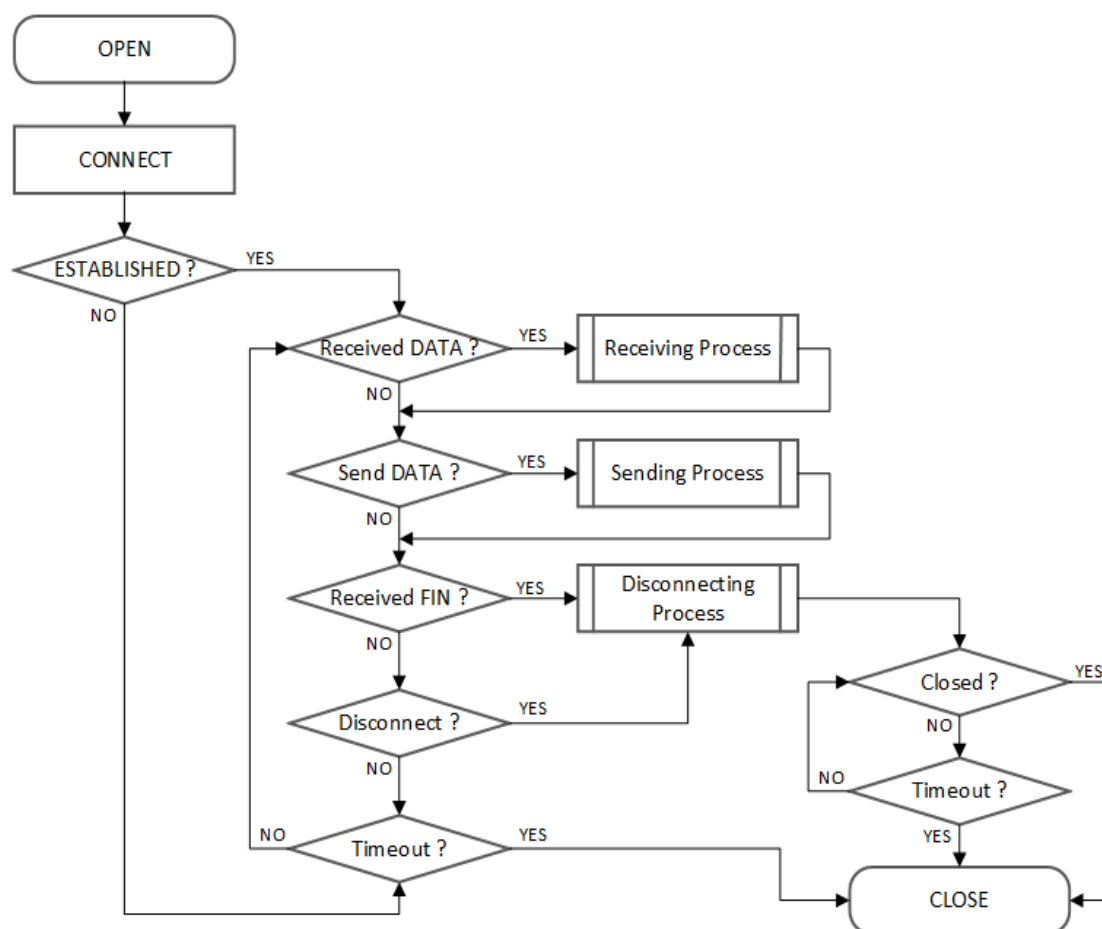 OPEN
CONNECT
ESTABLISHED ?
YES
NO
Received DATA ?
YES
Receiving Process
NO
Send DATA ?
YES
Sending Process
NO
Received FIN ?
YES
Disconnecting
Process
NO
Closed ?
YES
NO
Disconnect ?
YES
NO
Timeout ?
NO
YES
NO
Timeout ?
YES
CLOSE